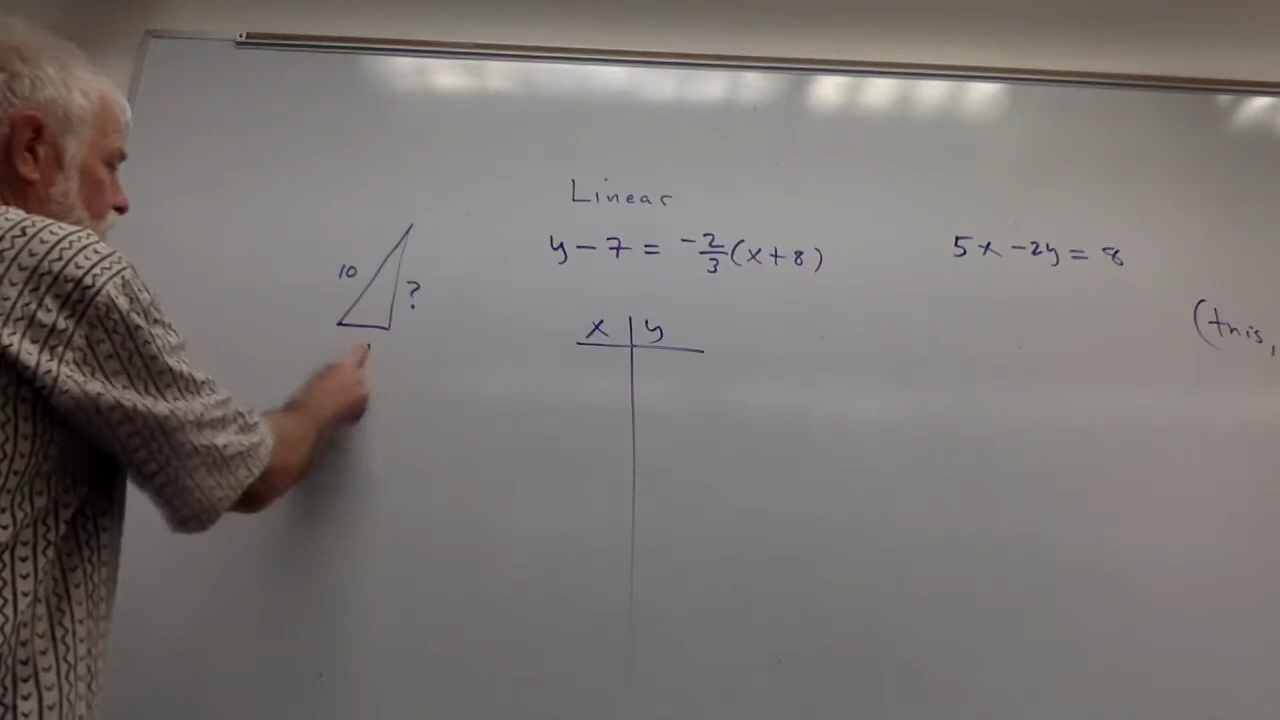 Linear
y - 7 = -2/3 (x + 8)
5x - 2y = 8
10
?
x y
(this,